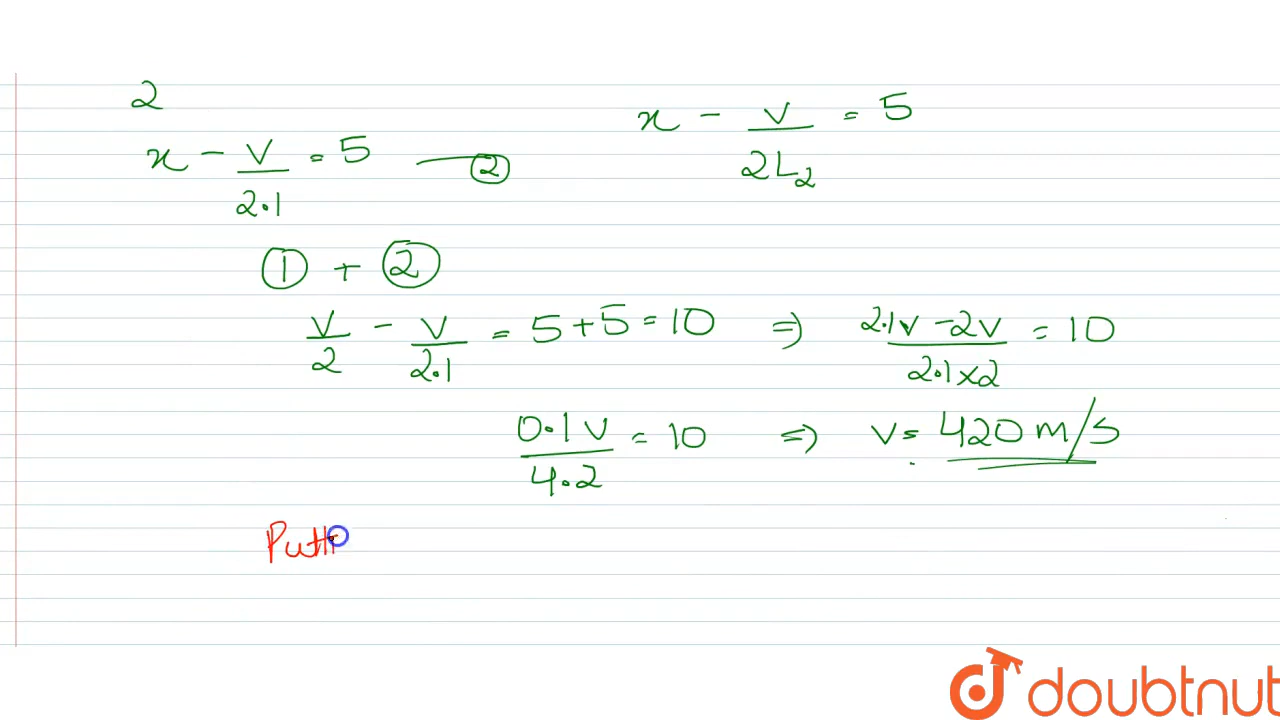 2
x - v/2L₂ = 5
x - v/2.1 = 5 — ②
① + ②
v/2 - v/2.1 = 5+5 = 10 ⇒ 2.1v - 2v / 2.1×2 = 10
0.1v/4.2 = 10 ⇒ v = 420 m/s
Putti
doubtnut